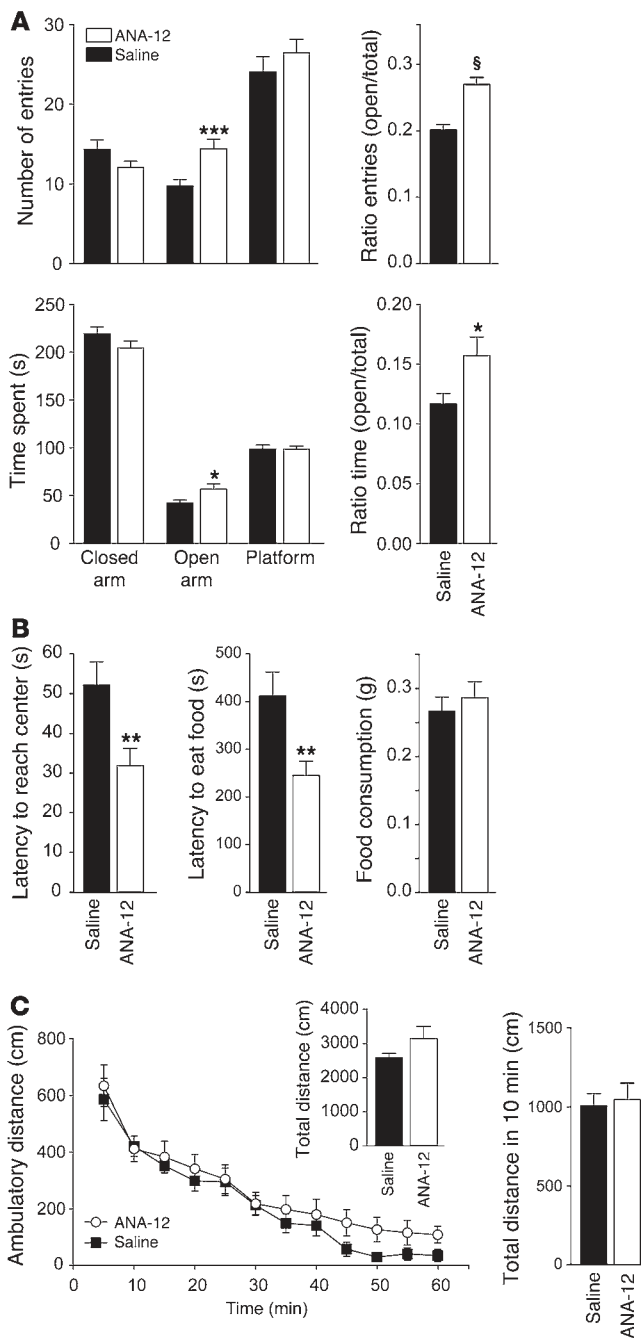 A
ANA-12
Saline
Number of entries
30
20
10
0
***
Ratio entries (open/total)
0.3
0.2
0.1
0.0
§
Time spent (s)
250
200
150
100
50
0
*
Closed arm
Open arm
Platform
Ratio time (open/total)
0.20
0.15
0.10
0.05
0.00
*
Saline
ANA-12
B
Latency to reach center (s)
60
50
40
30
20
10
0
**
Saline
ANA-12
Latency to eat food (s)
500
400
300
200
100
0
**
Saline
ANA-12
Food consumption (g)
0.3
0.2
0.1
0.0
Saline
ANA-12
C
Ambulatory distance (cm)
800
600
400
200
0
ANA-12
Saline
0
10
20
30
40
50
60
Time (min)
Total distance (cm)
4000
3000
2000
1000
0
Saline
ANA-12
Total distance in 10 min (cm)
1500
1000
500
0
Saline
ANA-12